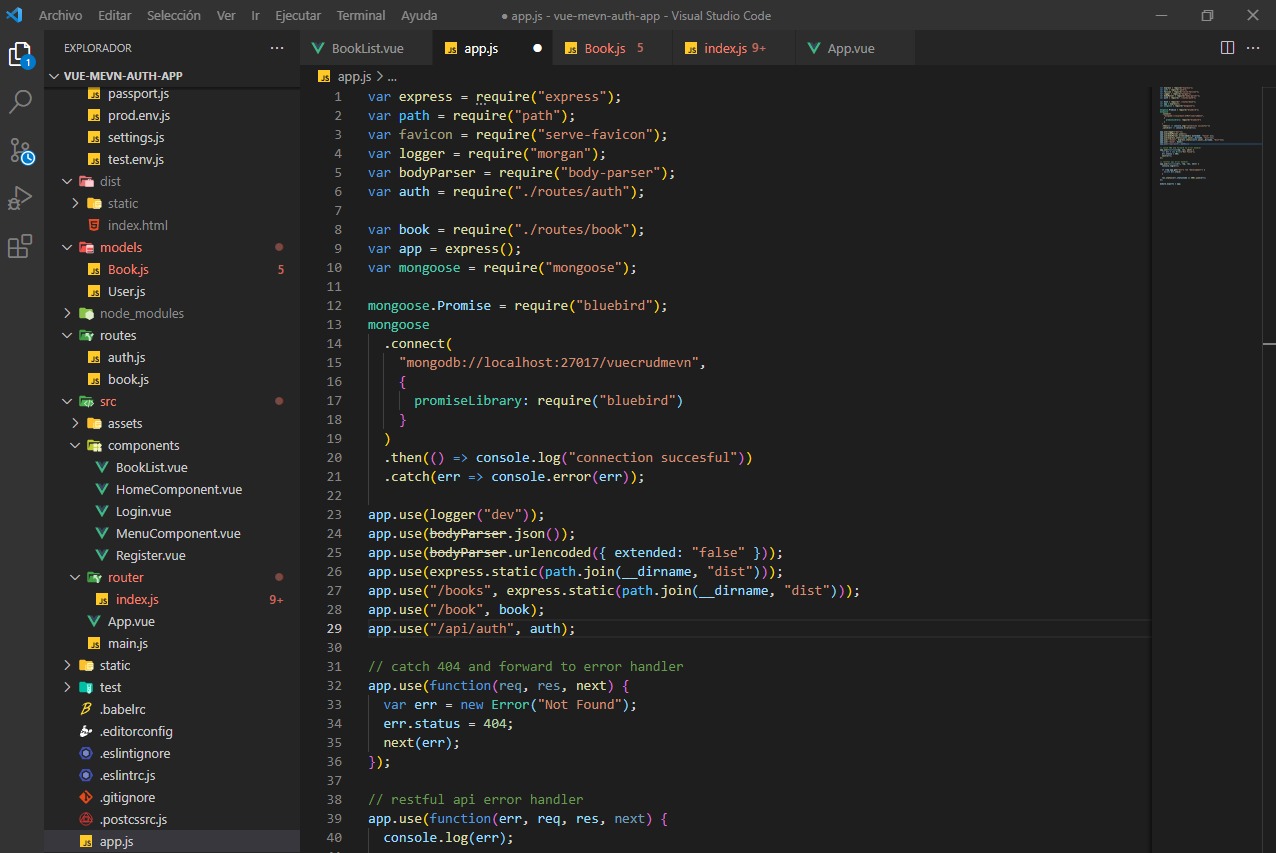 Archivo Editar Selección Ver Ir Ejecutar Terminal Ayuda
● app.js - vue-mevn-auth-app - Visual Studio Code
1
EXPLORADOR
VUE-MEVN-AUTH-APP
passport.js
prod.env.js
settings.js
test.env.js
dist
static
index.html
models
Book.js 5
User.js
node_modules
routes
auth.js
book.js
src
assets
components
BookList.vue
HomeComponent.vue
Login.vue
MenuComponent.vue
Register.vue
router
index.js 9+
App.vue
main.js
static
test
.babelrc
.editorconfig
.eslintignore
.eslintrc.js
.gitignore
.postcssrc.js
app.js
BookList.vue app.js ● Book.js 5 index.js 9+ App.vue
app.js > ...
1 var express = require("express");
2 var path = require("path");
3 var favicon = require("serve-favicon");
4 var logger = require("morgan");
5 var bodyParser = require("body-parser");
6 var auth = require("./routes/auth");
7
8 var book = require("./routes/book");
9 var app = express();
10 var mongoose = require("mongoose");
11
12 mongoose.Promise = require("bluebird");
13 mongoose
14 .connect(
15 "mongodb://localhost:27017/vuecrudmevn",
16 {
17 promiseLibrary: require("bluebird")
18 }
19 )
20 .then(() => console.log("connection succesful"))
21 .catch(err => console.error(err));
22
23 app.use(logger("dev"));
24 app.use(bodyParser.json());
25 app.use(bodyParser.urlencoded({ extended: "false" }));
26 app.use(express.static(path.join(__dirname, "dist")));
27 app.use("/books", express.static(path.join(__dirname, "dist")));
28 app.use("/book", book);
29 app.use("/api/auth", auth);
30
31 // catch 404 and forward to error handler
32 app.use(function(req, res, next) {
33 var err = new Error("Not Found");
34 err.status = 404;
35 next(err);
36 });
37
38 // restful api error handler
39 app.use(function(err, req, res, next) {
40 console.log(err);